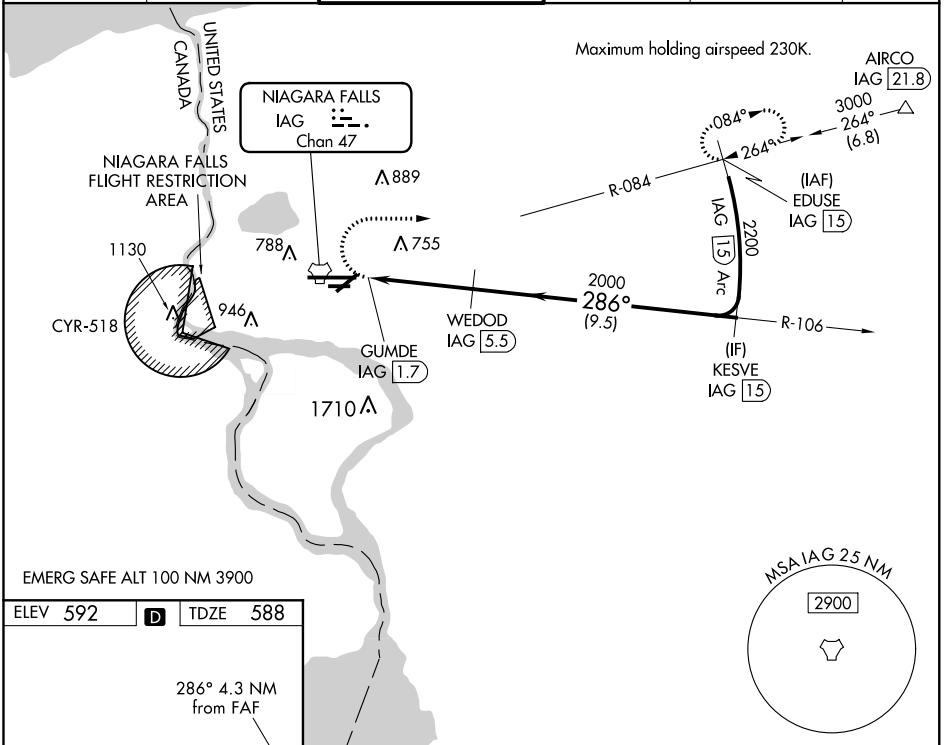 Maximum holding airspeed 230K.
UNITED STATES
CANADA
NIAGARA FALLS
IAG
Chan 47
AIRCO
IAG 21.8
3000
264°
(6.8)
084°
264°
R-084
(IAF)
EDUSE
IAG 15
NIAGARA FALLS
FLIGHT RESTRICTION
AREA
889
788
755
1130
946
CYR-518
IAG 15 Arc
2200
2000
286°
(9.5)
WEDOD
IAG 5.5
R-106
GUMDE
IAG 1.7
(IF)
KESVE
IAG 15
1710
EMERG SAFE ALT 100 NM 3900
MSA IAG 25 NM
2900
ELEV 592 D TDZE 588
286° 4.3 NM
from FAF